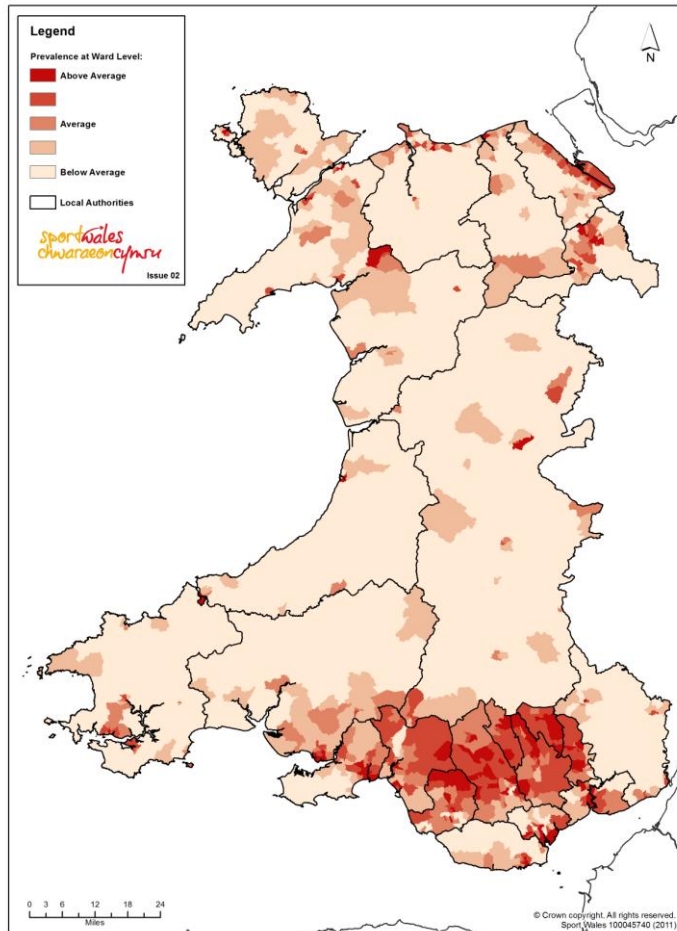 Legend
Prevalence at Ward Level:
Above Average
Average
Below Average
Local Authorities
sportwales
chwaraeoncymru
Issue 02
N
0 3 6 12 18 24
Miles
© Crown copyright. All rights reserved.
Sport Wales 100045740 (2011)